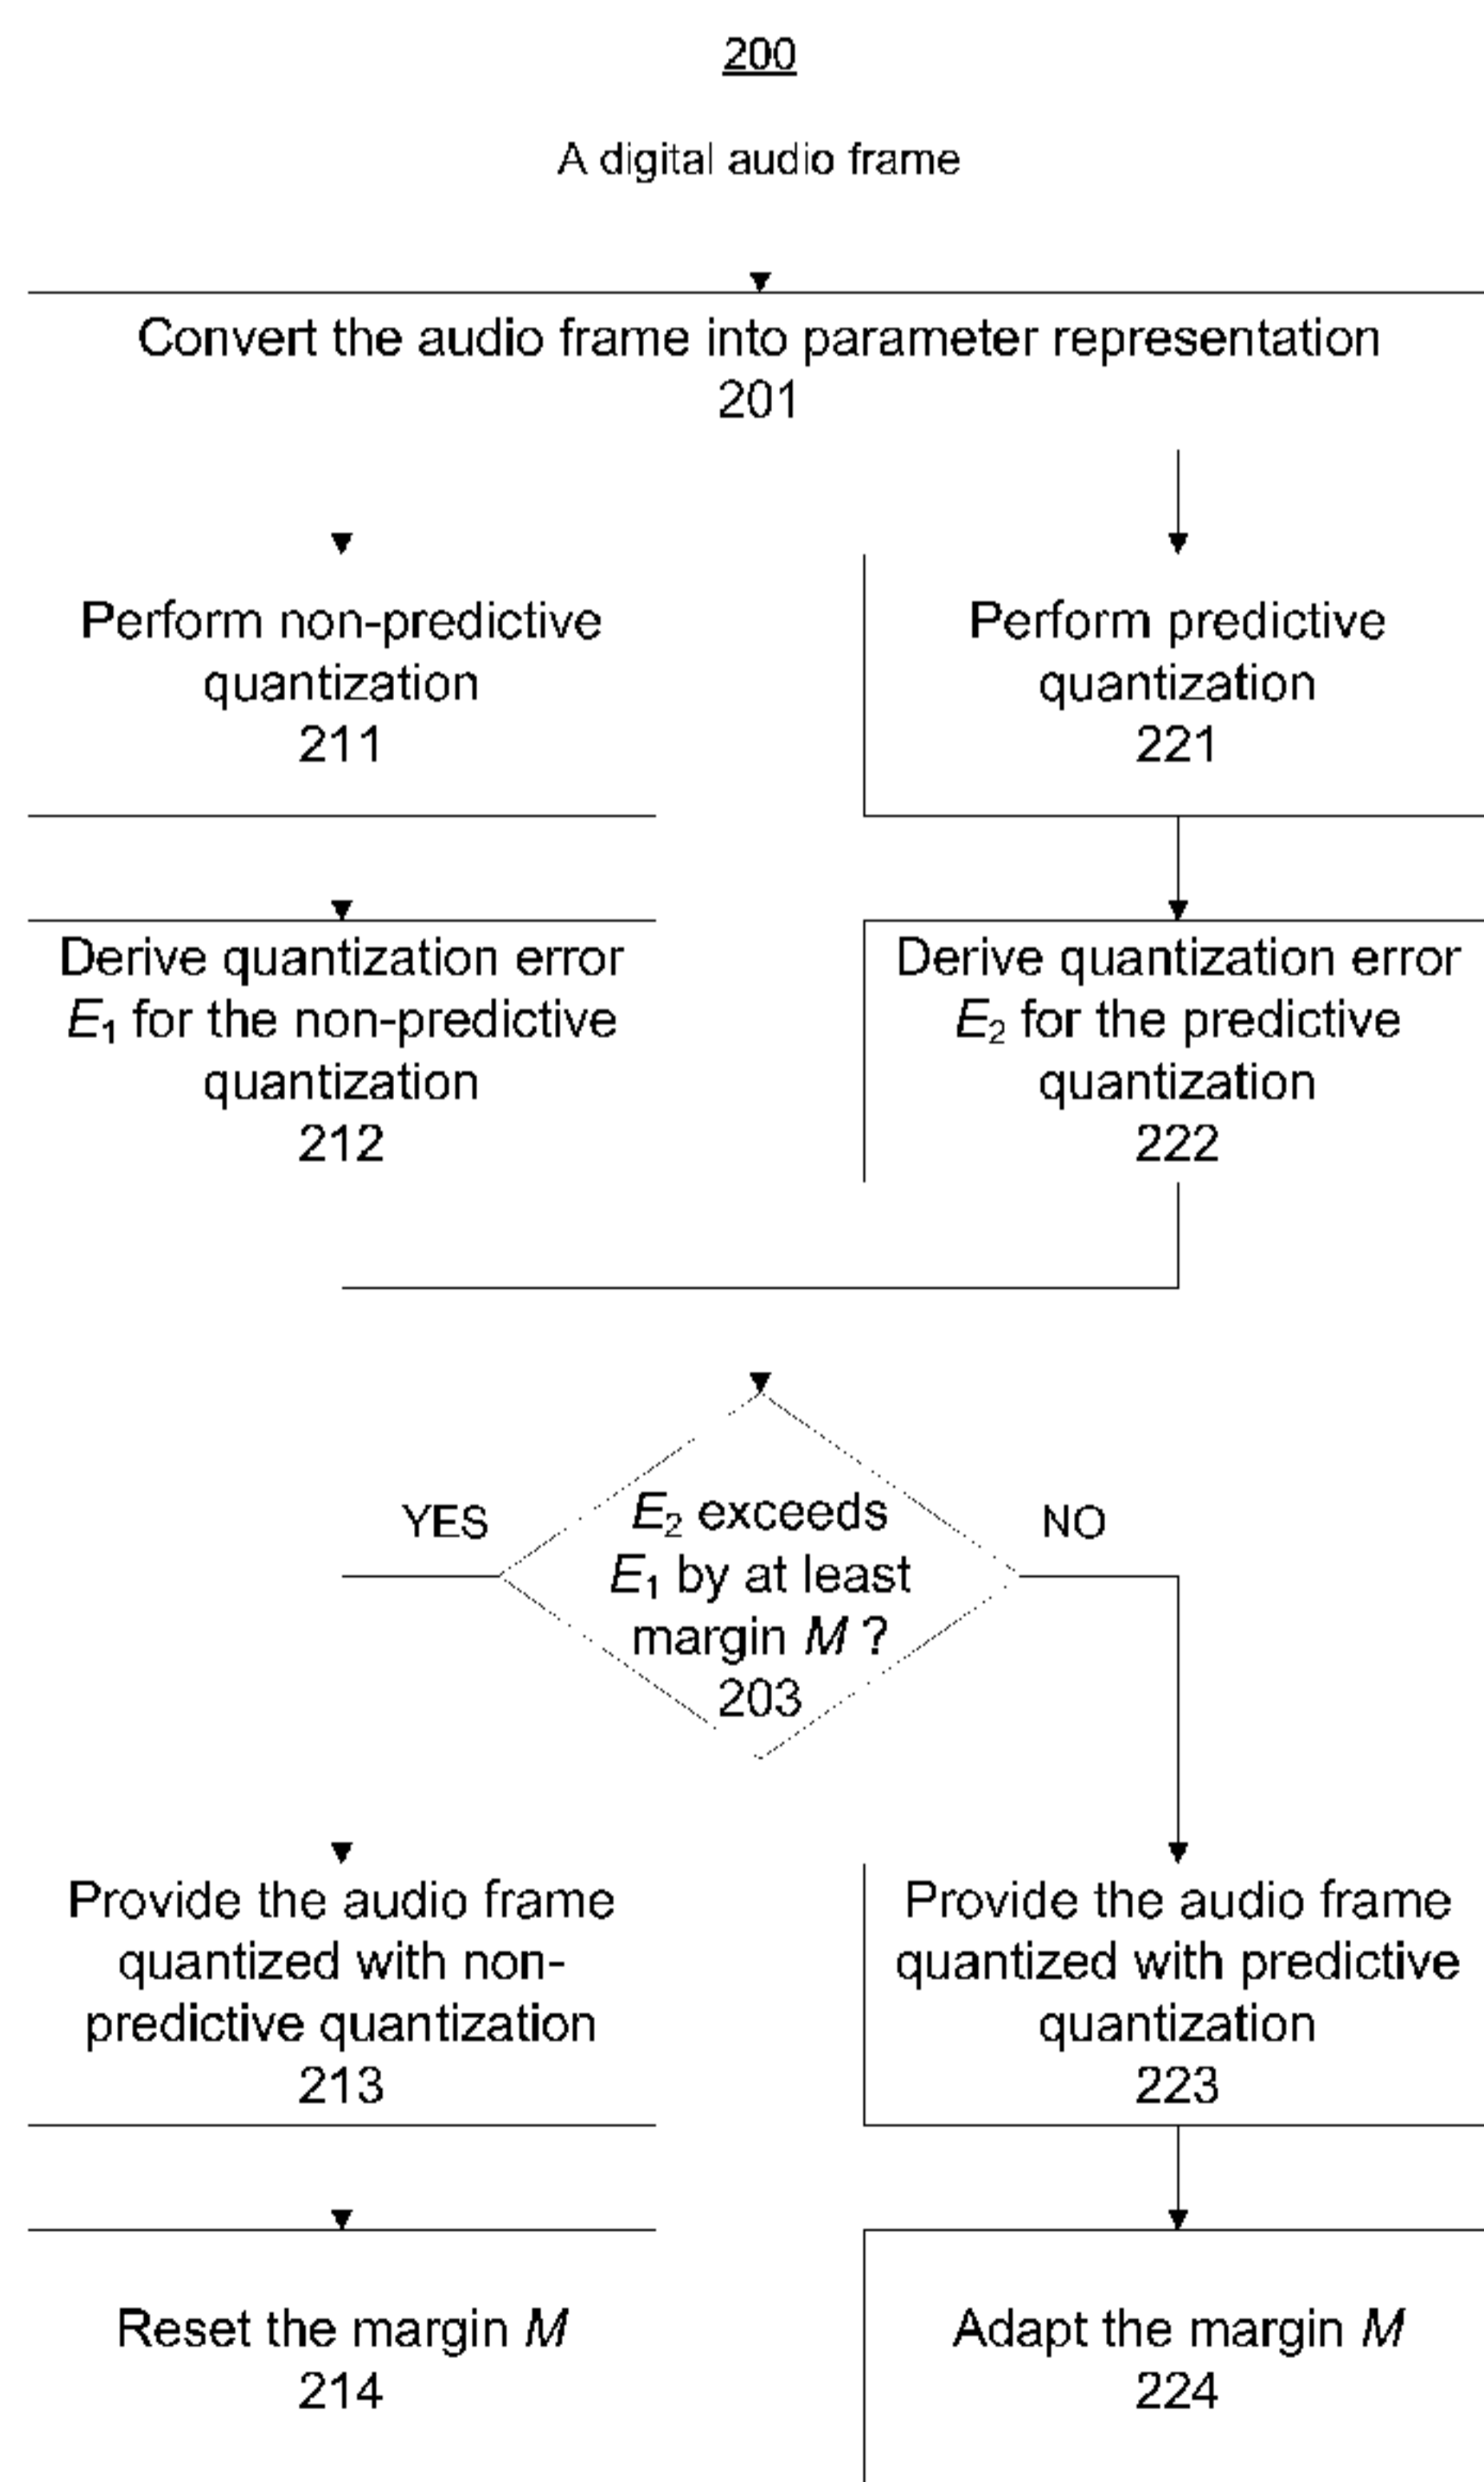 200
A digital audio frame
Convert the audio frame into parameter representation
201
Perform non-predictive
quantization
211
Perform predictive
quantization
221
Derive quantization error
E1 for the non-predictive
quantization
212
Derive quantization error
E2 for the predictive
quantization
222
YES
E2 exceeds
E1 by at least
margin M ?
203
NO
Provide the audio frame
quantized with non-
predictive quantization
213
Provide the audio frame
quantized with predictive
quantization
223
Reset the margin M
214
Adapt the margin M
224